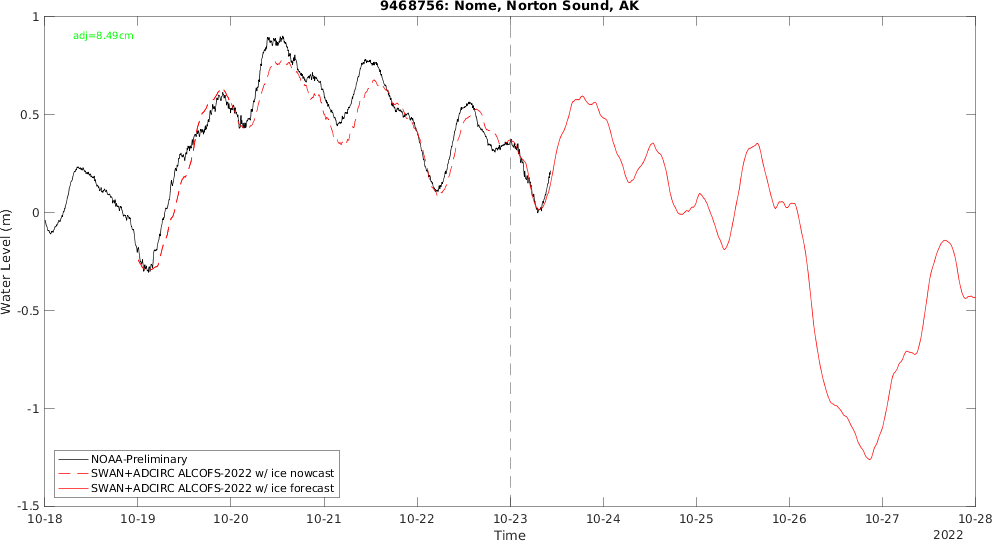 9468756: Nome, Norton Sound, AK
adj=8.49cm
1
0.5
0
-0.5
-1
-1.5
Water Level (m)
NOAA-Preliminary
SWAN+ADCIRC ALCOFS-2022 w/ ice nowcast
SWAN+ADCIRC ALCOFS-2022 w/ ice forecast
10-18 10-19 10-20 10-21 10-22 10-23 10-24 10-25 10-26 10-27 10-28
Time
2022